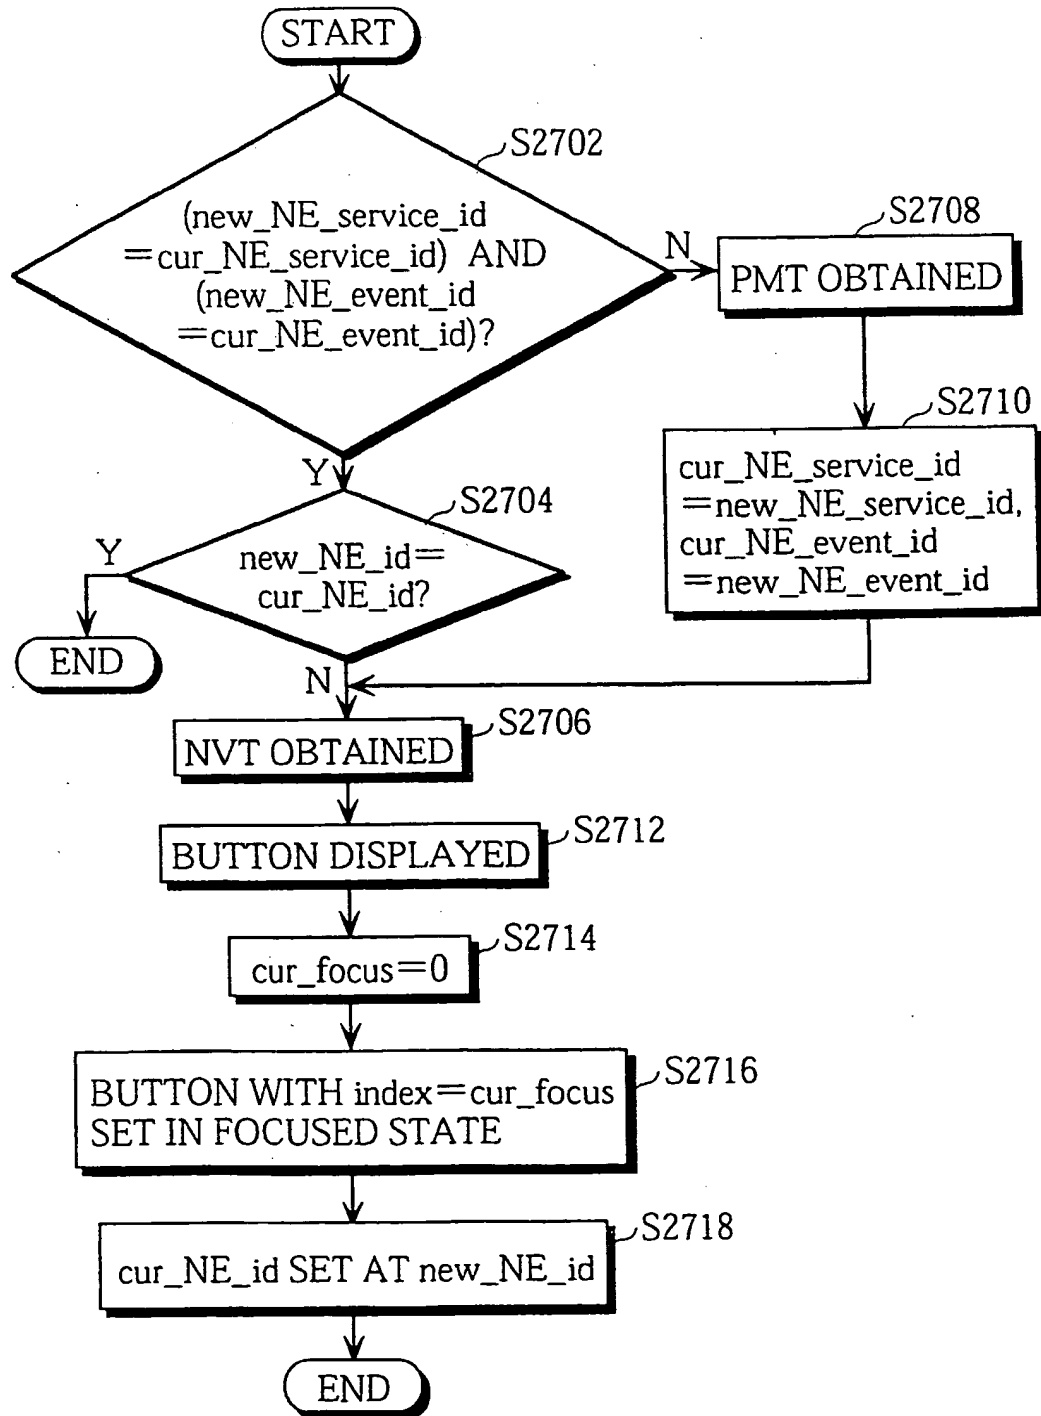 START
S2702
(new_NE_service_id
=cur_NE_service_id) AND
(new_NE_event_id
=cur_NE_event_id)?
N
S2708
PMT OBTAINED
S2710
cur_NE_service_id
=new_NE_service_id,
cur_NE_event_id
=new_NE_event_id
Y
S2704
new_NE_id=
cur_NE_id?
Y
END
N
S2706
NVT OBTAINED
S2712
BUTTON DISPLAYED
S2714
cur_focus=0
S2716
BUTTON WITH index=cur_focus
SET IN FOCUSED STATE
S2718
cur_NE_id SET AT new_NE_id
END